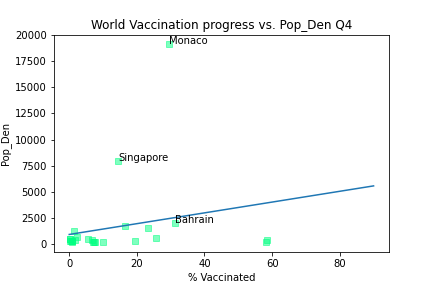 World Vaccination progress vs. Pop_Den Q4
20000
17500
15000
12500
10000
7500
5000
2500
0
Pop_Den
Monaco
Singapore
Bahrain
0 20 40 60 80
% Vaccinated